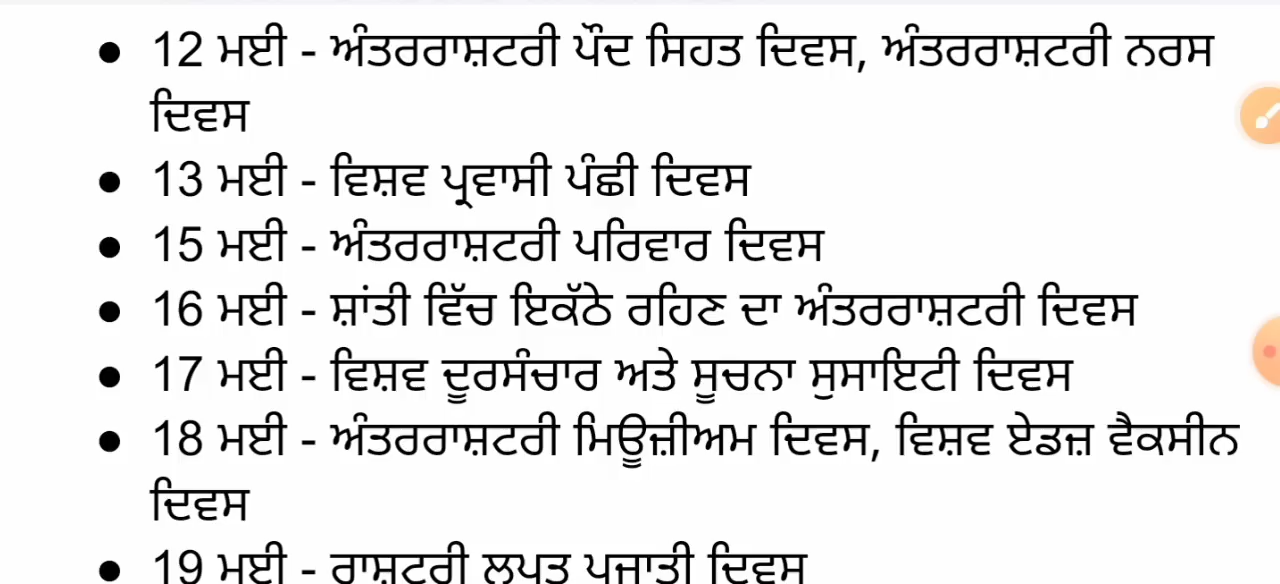 • 12 ਮਈ - ਅੰਤਰਰਾਸ਼ਟਰੀ ਪੌਦ ਸਿਹਤ ਦਿਵਸ, ਅੰਤਰਰਾਸ਼ਟਰੀ ਨਰਸ
ਦਿਵਸ
• 13 ਮਈ - ਵਿਸ਼ਵ ਪ੍ਰਵਾਸੀ ਪੰਛੀ ਦਿਵਸ
• 15 ਮਈ - ਅੰਤਰਰਾਸ਼ਟਰੀ ਪਰਿਵਾਰ ਦਿਵਸ
• 16 ਮਈ - ਸ਼ਾਂਤੀ ਵਿੱਚ ਇਕੱਠੇ ਰਹਿਣ ਦਾ ਅੰਤਰਰਾਸ਼ਟਰੀ ਦਿਵਸ
• 17 ਮਈ - ਵਿਸ਼ਵ ਦੂਰਸੰਚਾਰ ਅਤੇ ਸੂਚਨਾ ਸੁਸਾਇਟੀ ਦਿਵਸ
• 18 ਮਈ - ਅੰਤਰਰਾਸ਼ਟਰੀ ਮਿਊਜ਼ੀਅਮ ਦਿਵਸ, ਵਿਸ਼ਵ ਏਡਜ਼ ਵੈਕਸੀਨ
ਦਿਵਸ
• 19 ਮਈ - ਰਾਸ਼ਟਰੀ ਲੁਪਤ ਪ੍ਰਜਾਤੀ ਦਿਵਸ